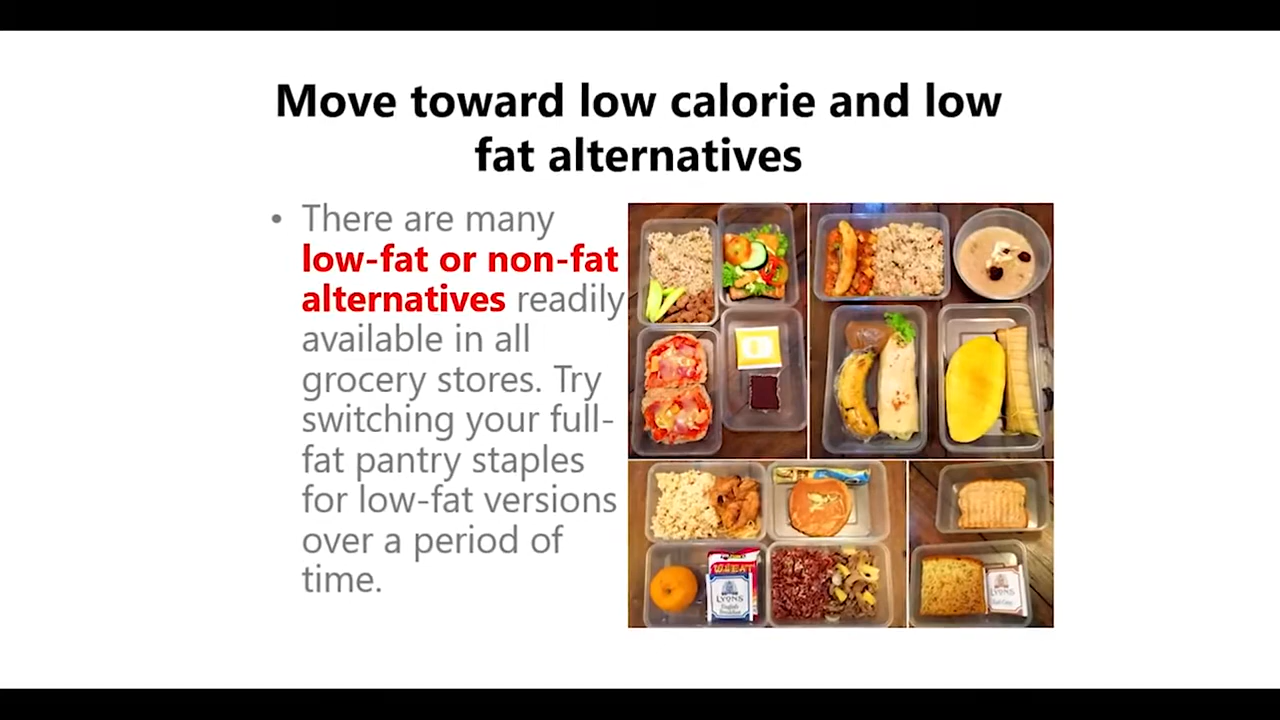 Move toward low calorie and low
fat alternatives
• There are many
low-fat or non-fat
alternatives readily
available in all
grocery stores. Try
switching your full-
fat pantry staples
for low-fat versions
over a period of
time.
WHEAT
LYONS
LYONS